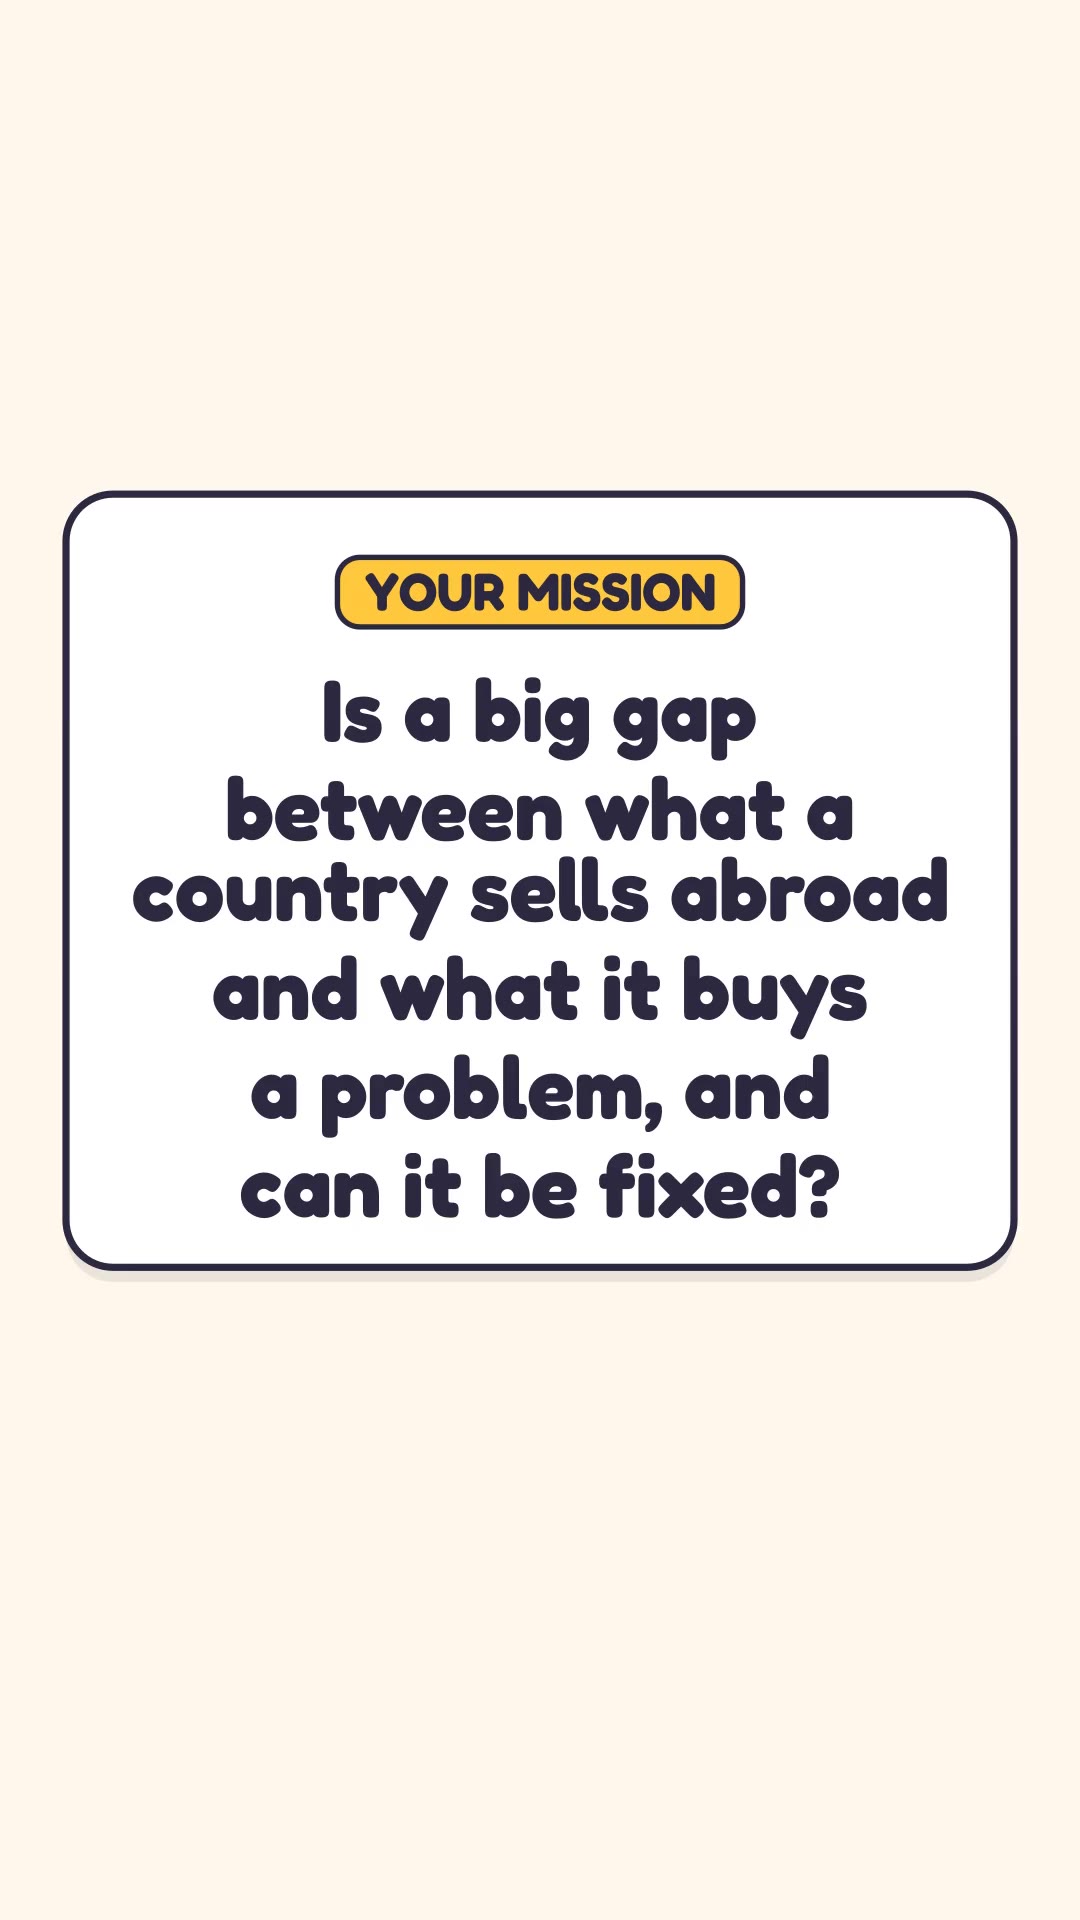 YOUR MISSION
Is a big gap
between what a
country sells abroad
and what it buys
a problem, and
can it be fixed?